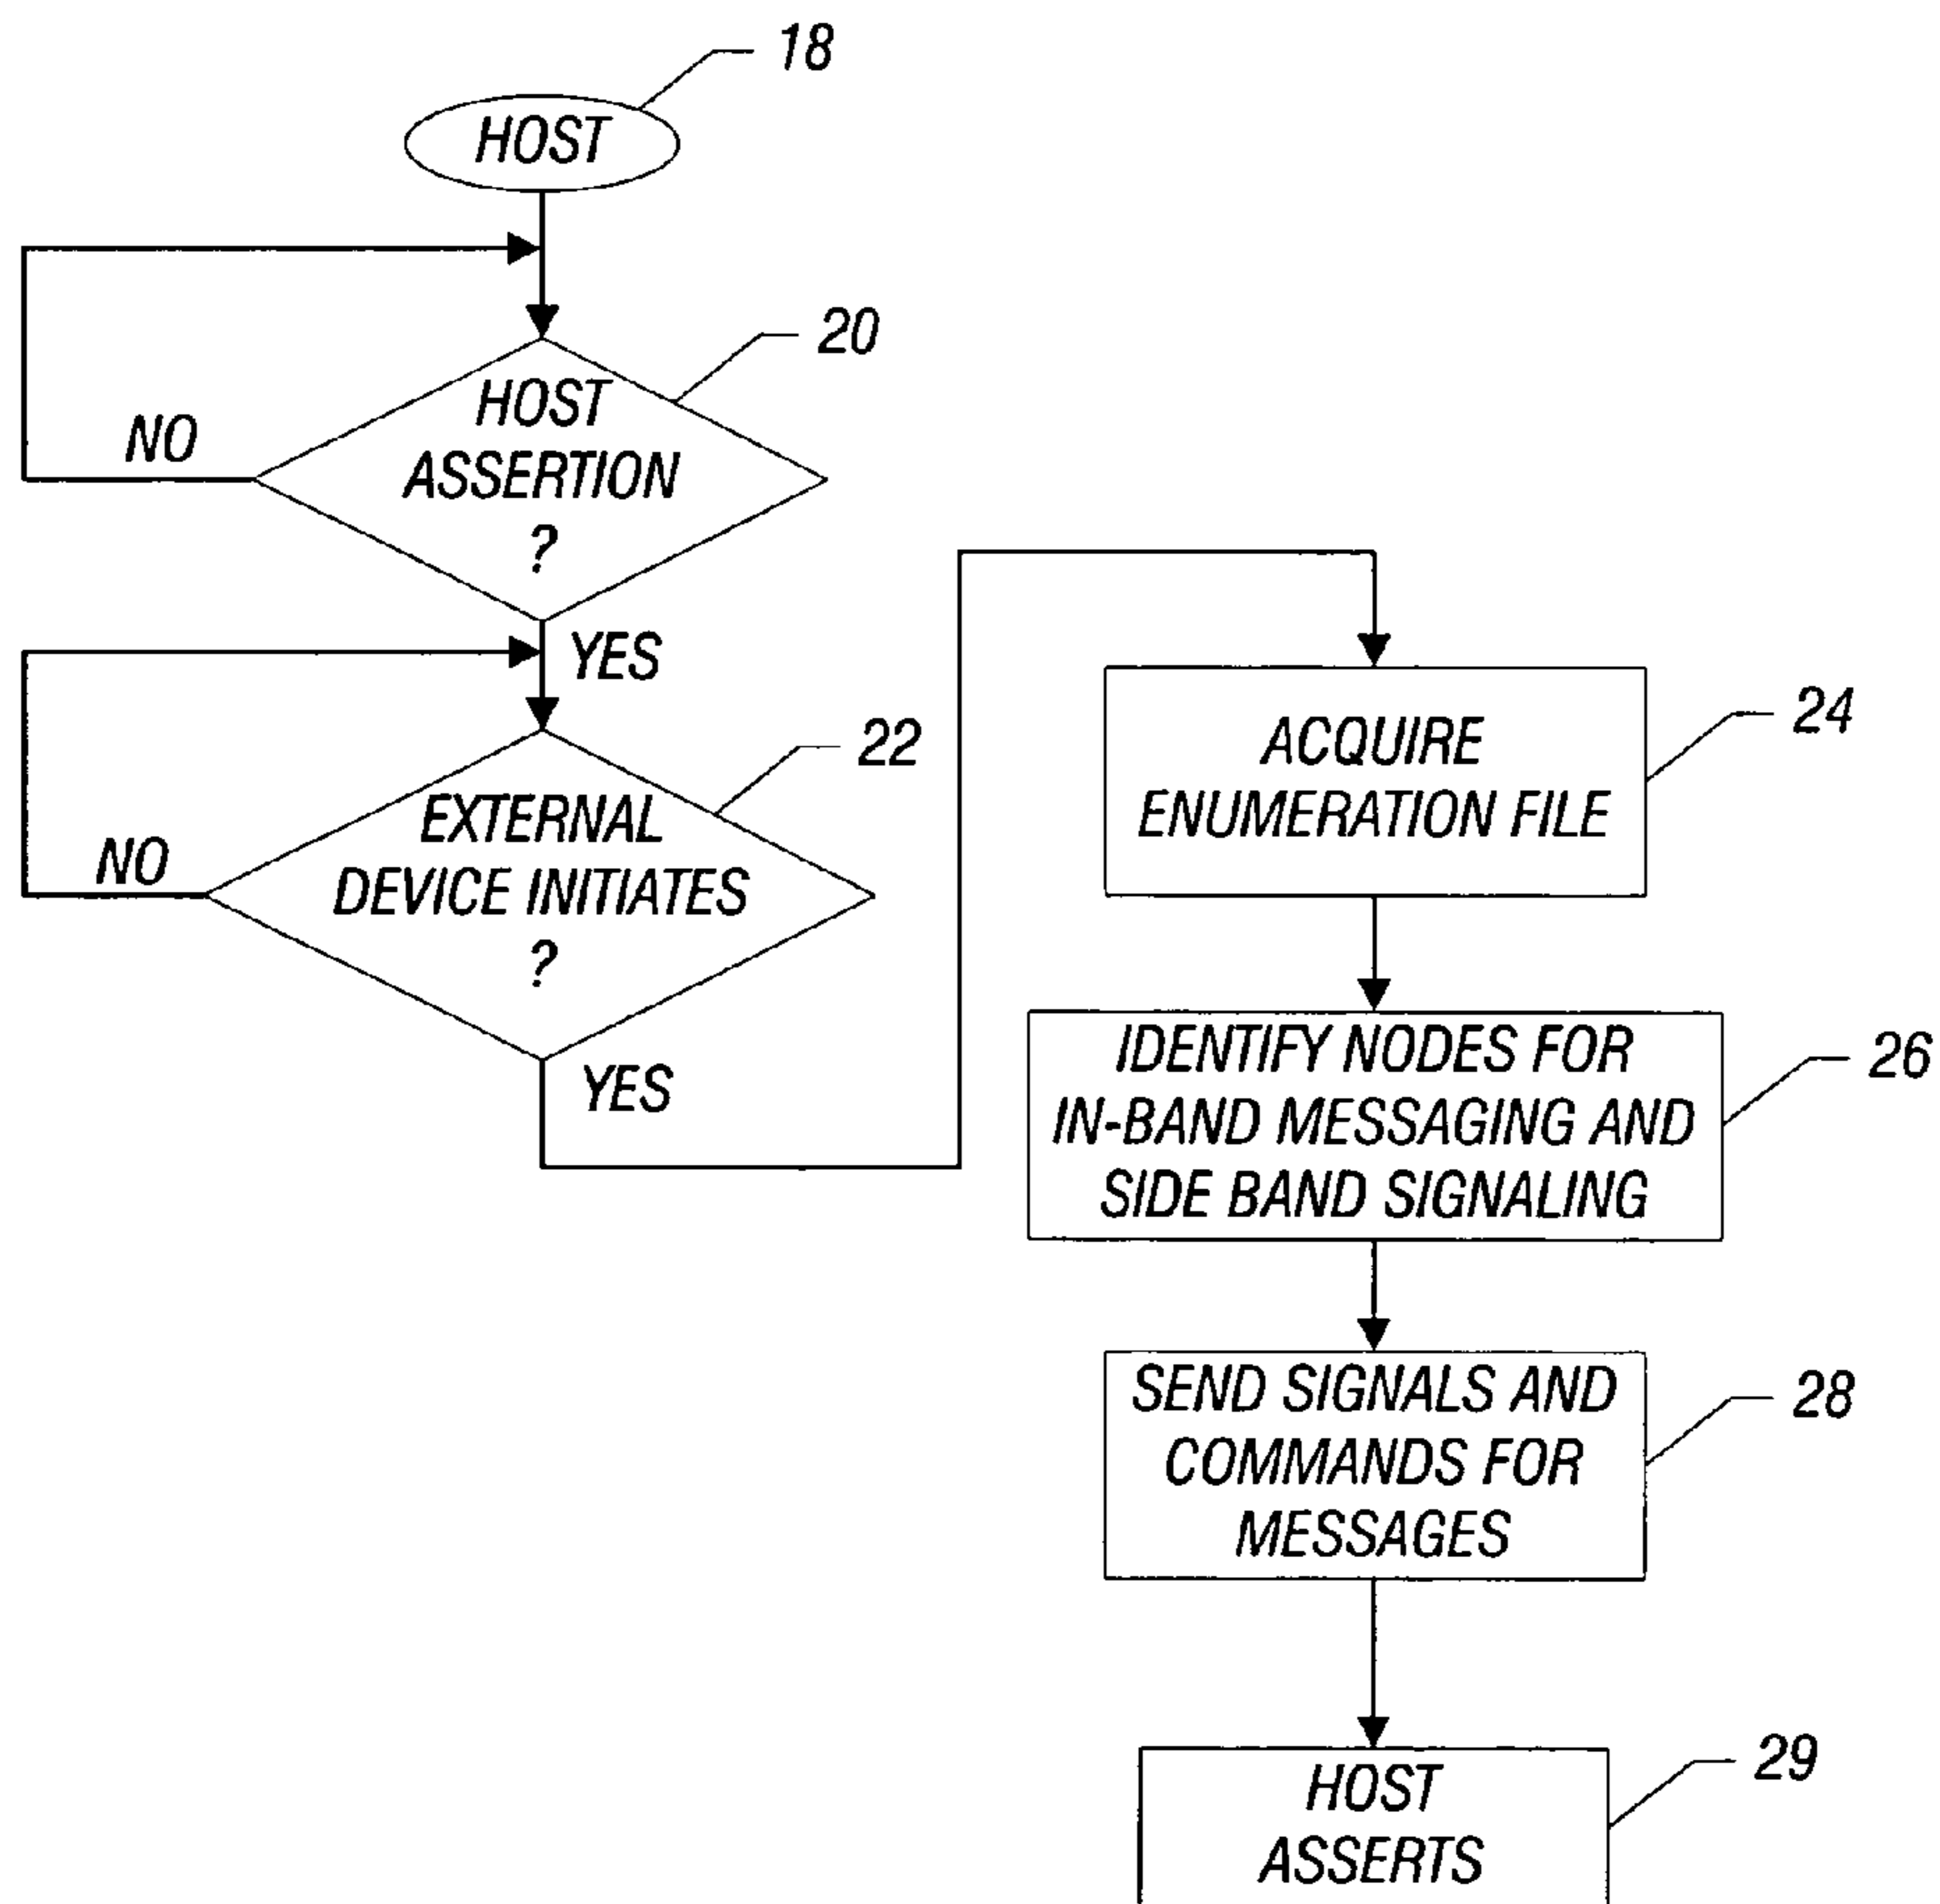 18
HOST
20
HOST
ASSERTION
?
NO
YES
22
EXTERNAL
DEVICE INITIATES
?
NO
YES
24
ACQUIRE
ENUMERATION FILE
26
IDENTIFY NODES FOR
IN-BAND MESSAGING AND
SIDE BAND SIGNALING
28
SEND SIGNALS AND
COMMANDS FOR
MESSAGES
29
HOST
ASSERTS